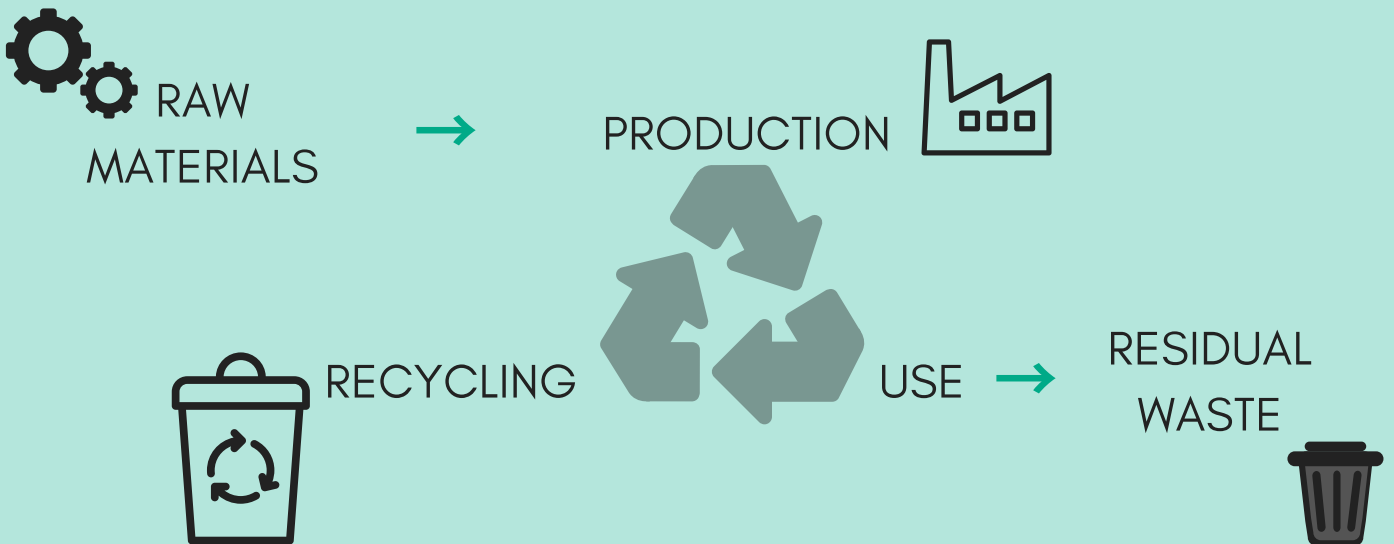 RAW
MATERIALS
PRODUCTION
RECYCLING
USE
RESIDUAL
WASTE